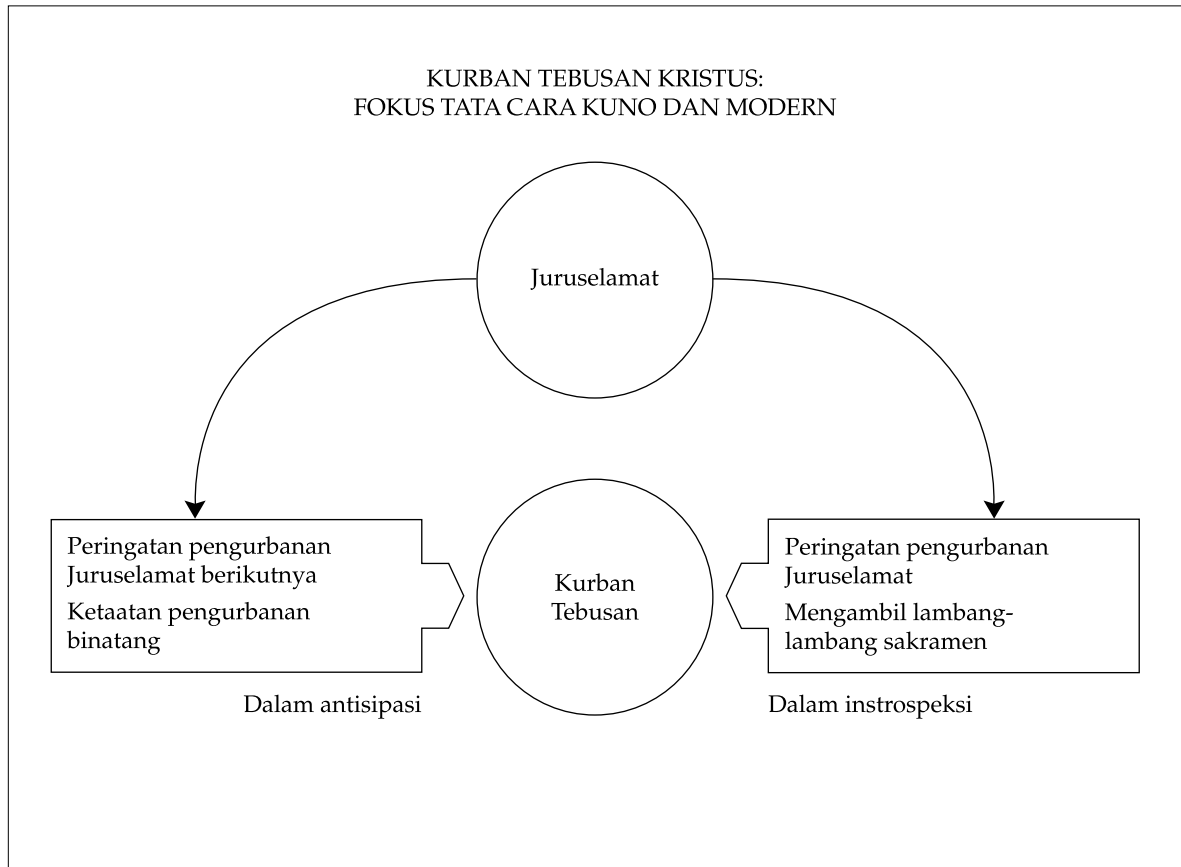 KURBAN TEBUSAN KRISTUS:
FOKUS TATA CARA KUNO DAN MODERN
Juruselamat
Peringatan pengurbanan
Juruselamat berikutnya
Ketaatan pengurbanan
binatang
Dalam antisipasi
Kurban
Tebusan
Peringatan pengurbanan
Juruselamat
Mengambil lambang-
lambang sakramen
Dalam instrospeksi